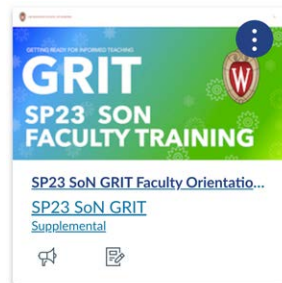 GETTING READY FOR INFORMED TEACHING
GRIT
SP23 SON
FACULTY TRAINING
W
SP23 SoN GRIT Faculty Orientatio...
SP23 SoN GRIT
Supplemental